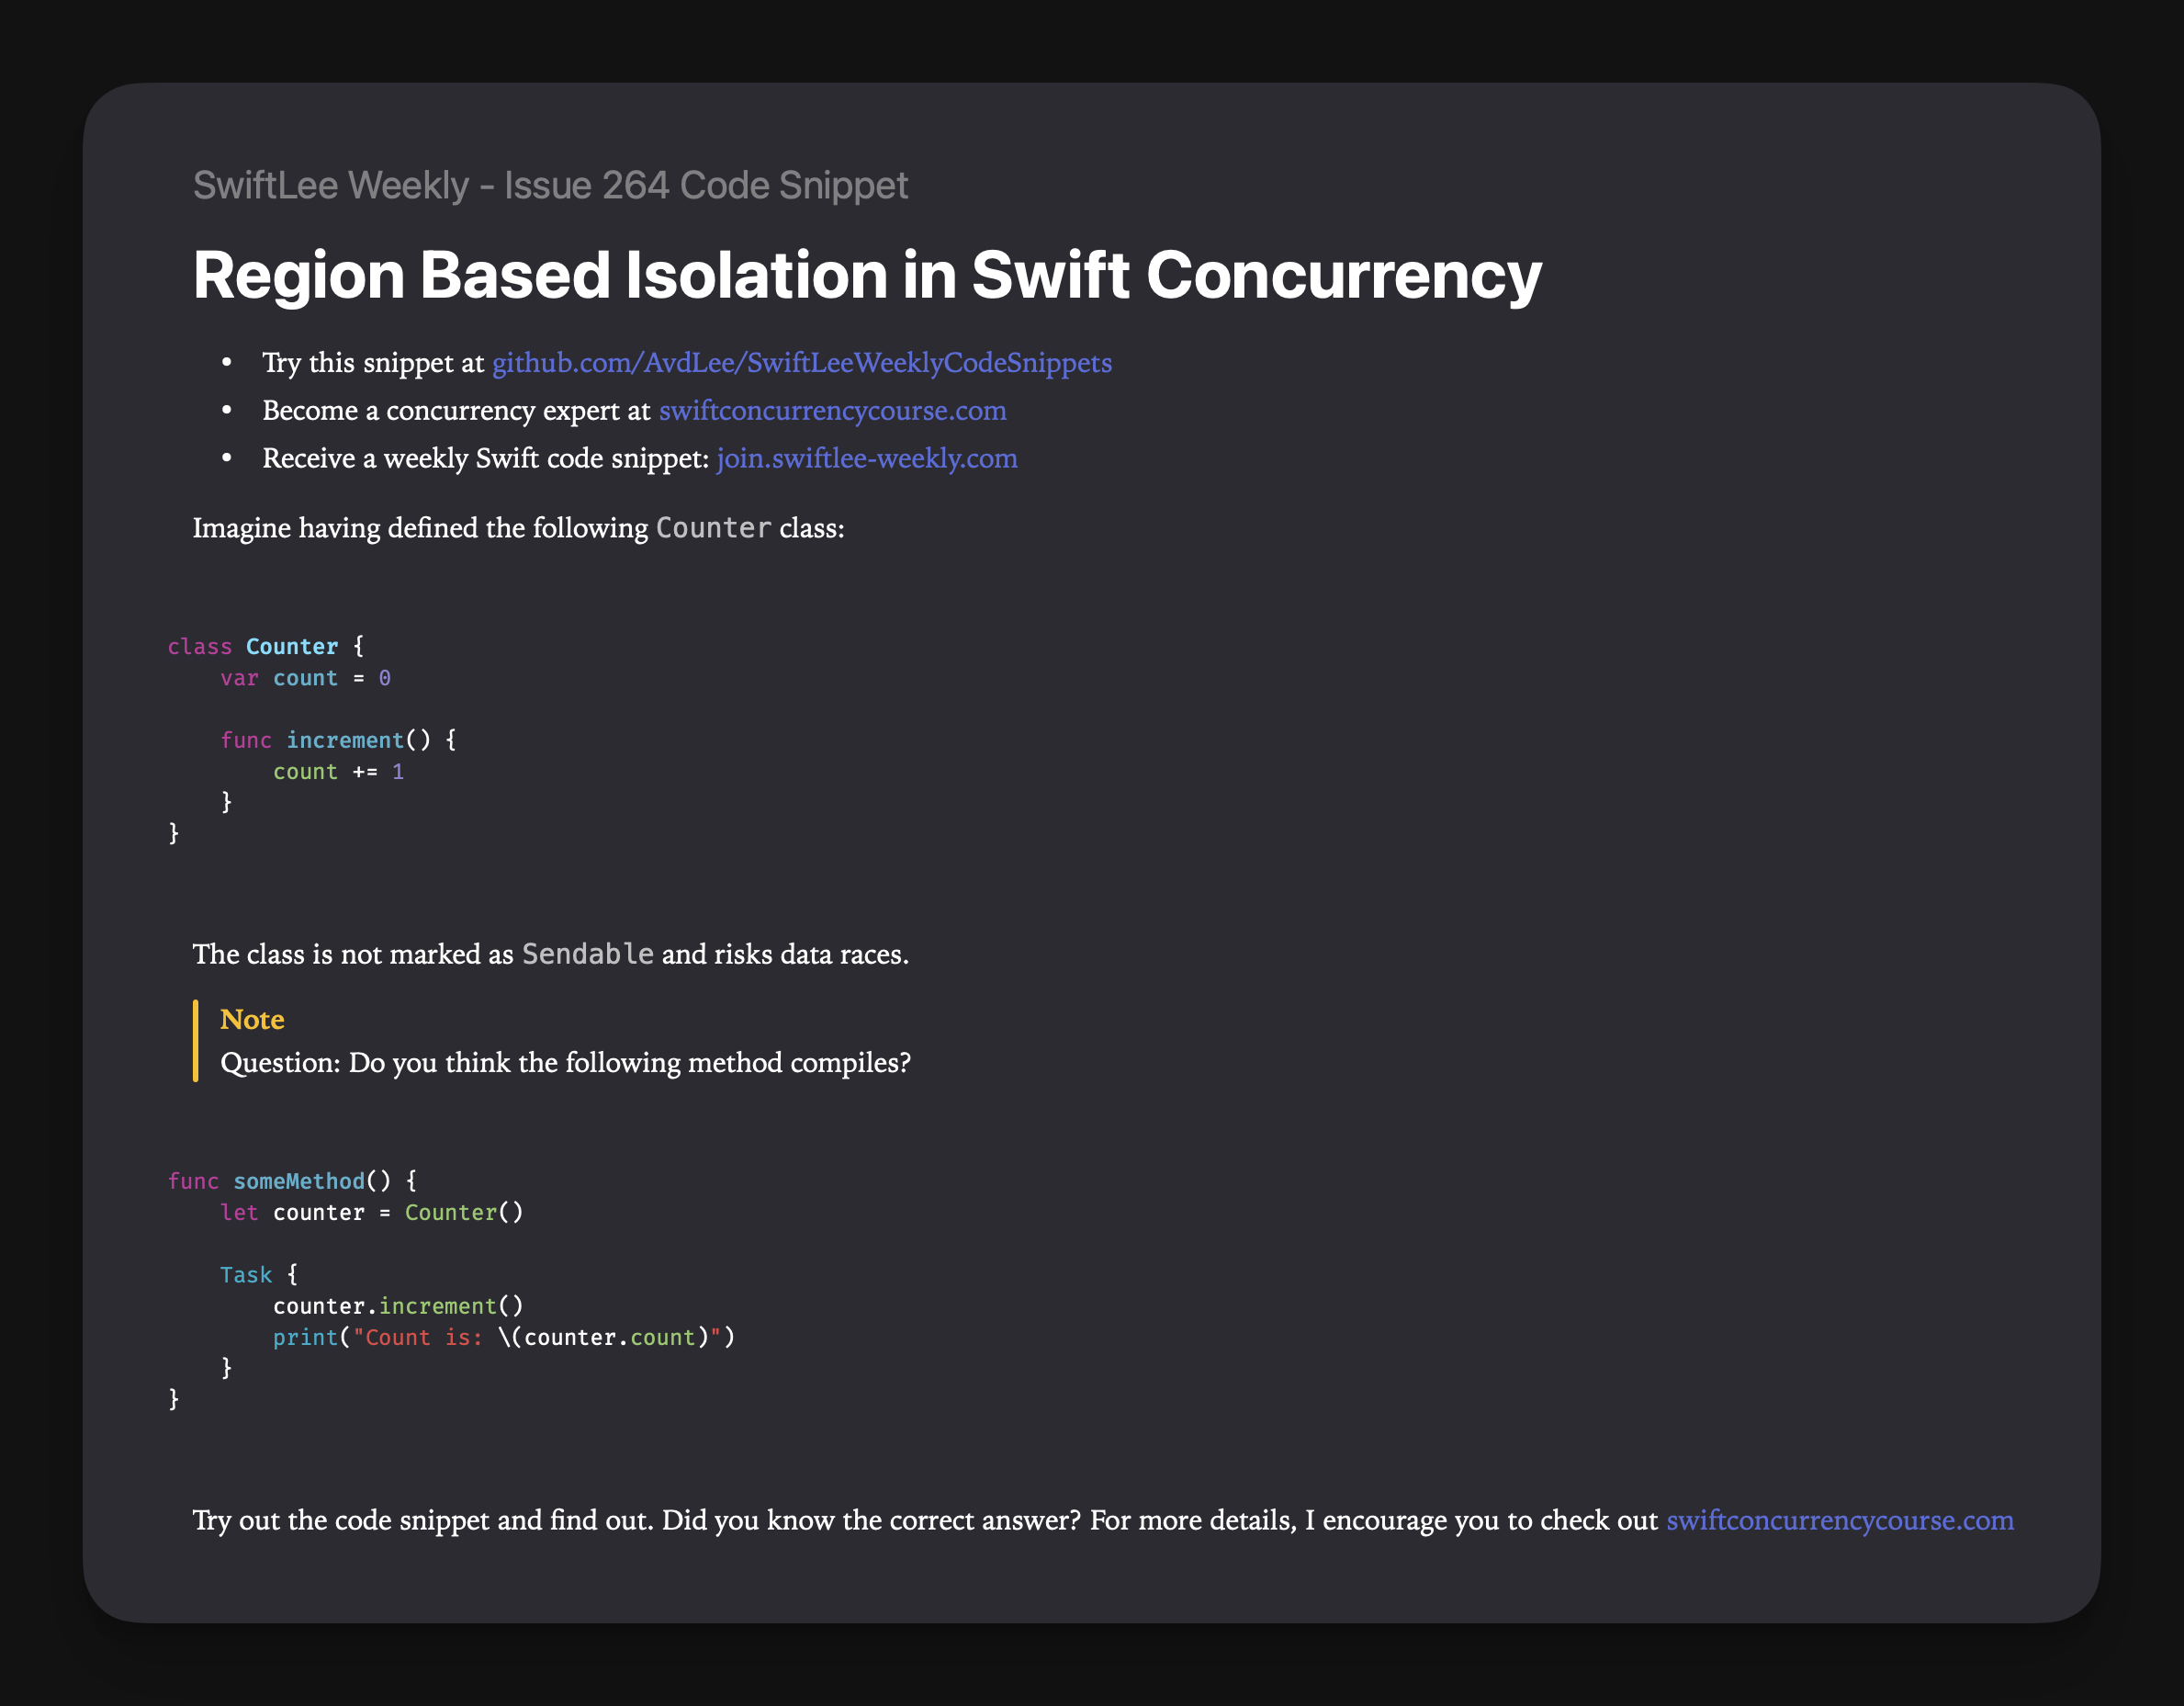 SwiftLee Weekly - Issue 264 Code Snippet
Region Based Isolation in Swift Concurrency
• Try this snippet at github.com/AvdLee/SwiftLeeWeeklyCodeSnippets
• Become a concurrency expert at swiftconcurrencycourse.com
• Receive a weekly Swift code snippet: join.swiftlee-weekly.com
Imagine having defined the following Counter class:
class Counter {
    var count = 0

    func increment() {
        count += 1
    }
}
The class is not marked as Sendable and risks data races.
Note
Question: Do you think the following method compiles?
func someMethod() {
    let counter = Counter()

    Task {
        counter.increment()
        print("Count is: \(counter.count)")
    }
}
Try out the code snippet and find out. Did you know the correct answer? For more details, I encourage you to check out swiftconcurrencycourse.com